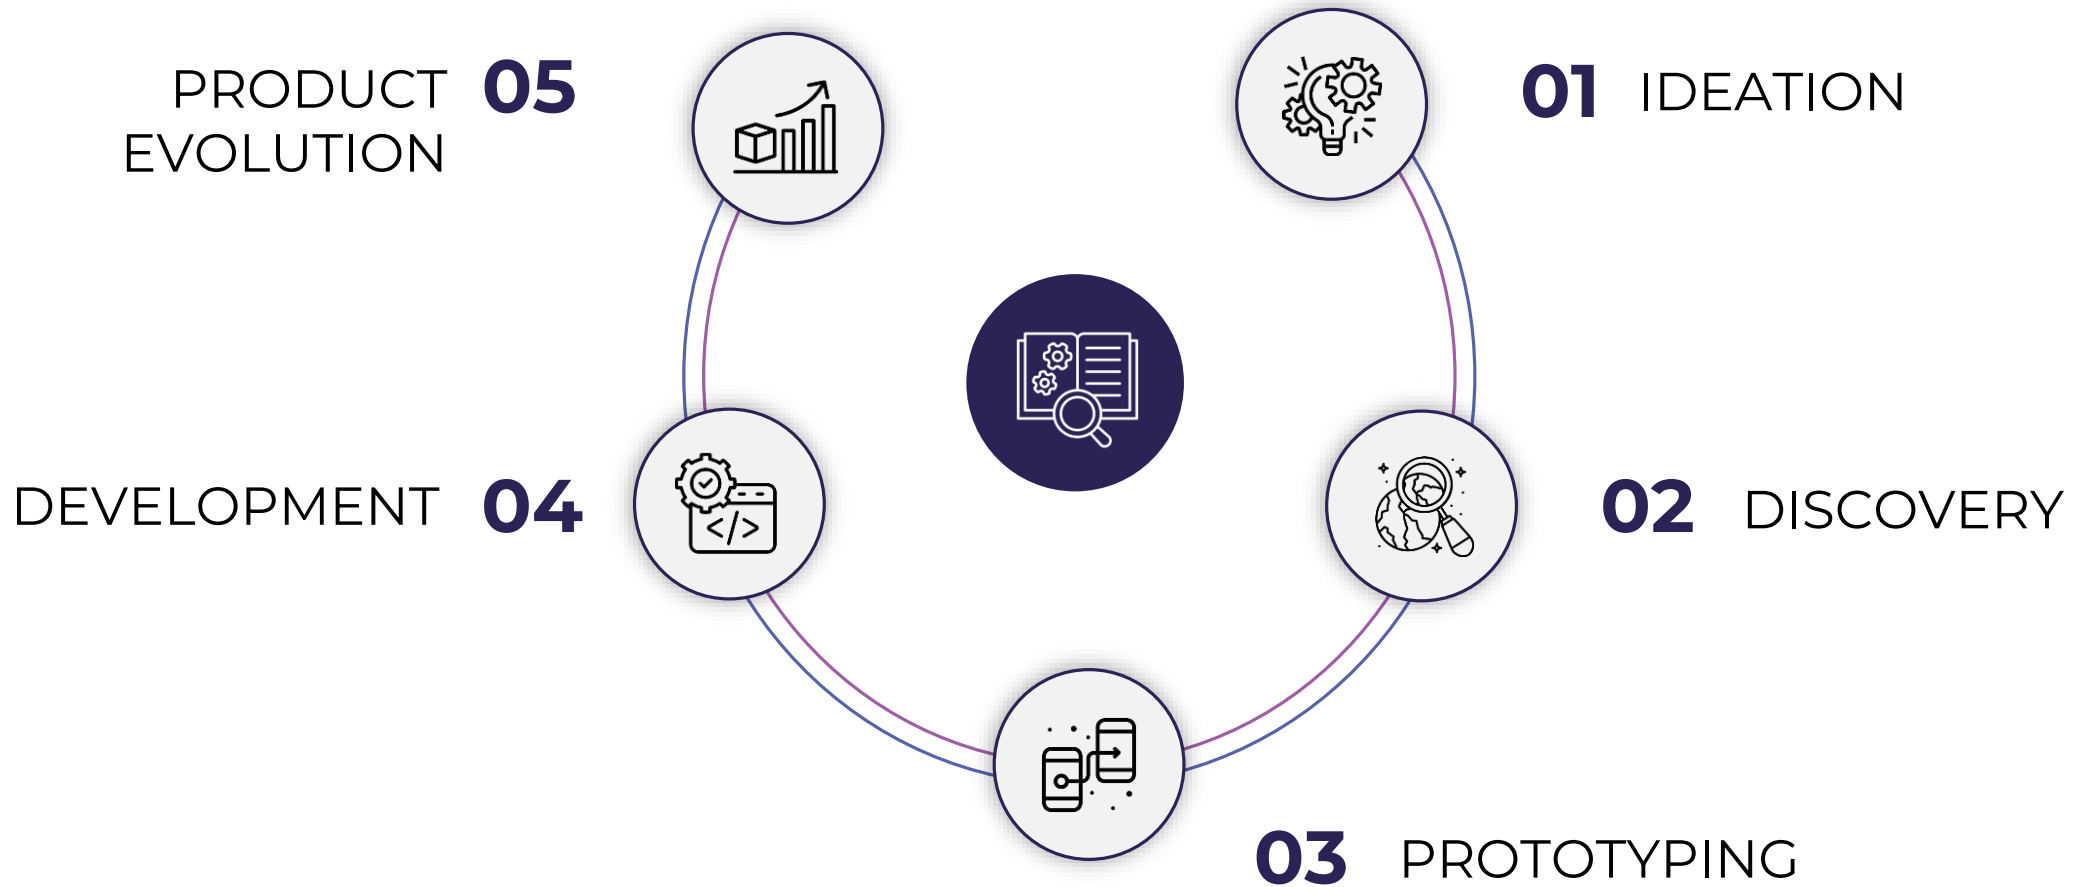 01 IDEATION
02 DISCOVERY
03 PROTOTYPING
04 DEVELOPMENT
05 PRODUCT
EVOLUTION
</>